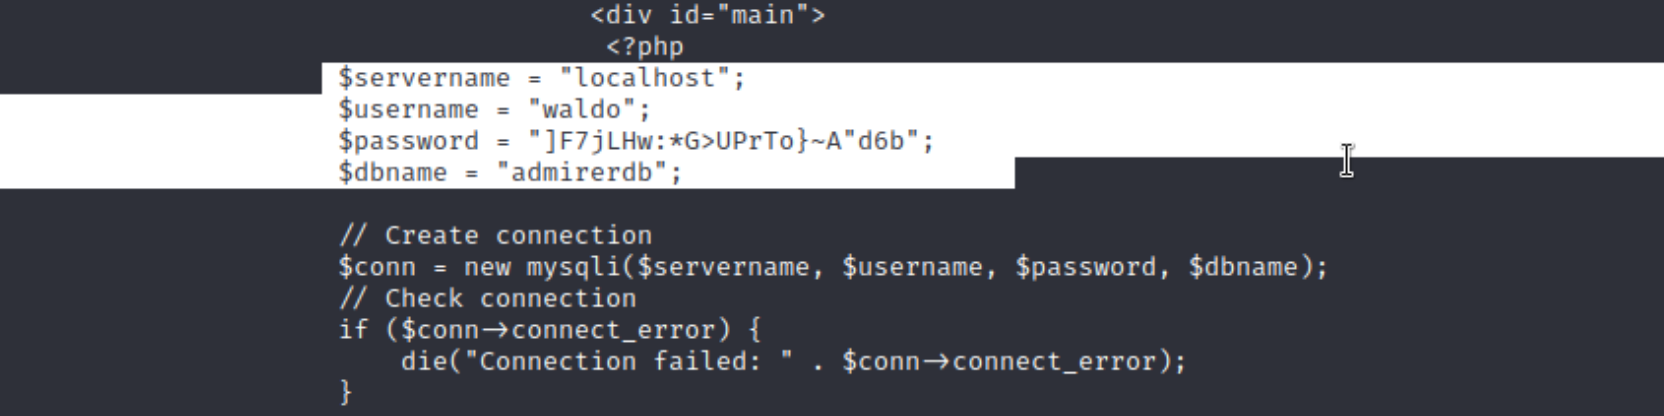 <div id="main">
<?php
$servername = "localhost";
$username = "waldo";
$password = "]F7jLHw:*G>UPrTo}~A"d6b";
$dbname = "admirerdb";
// Create connection
$conn = new mysqli($servername, $username, $password, $dbname);
// Check connection
if ($conn->connect_error) {
die("Connection failed: " . $conn->connect_error);
}